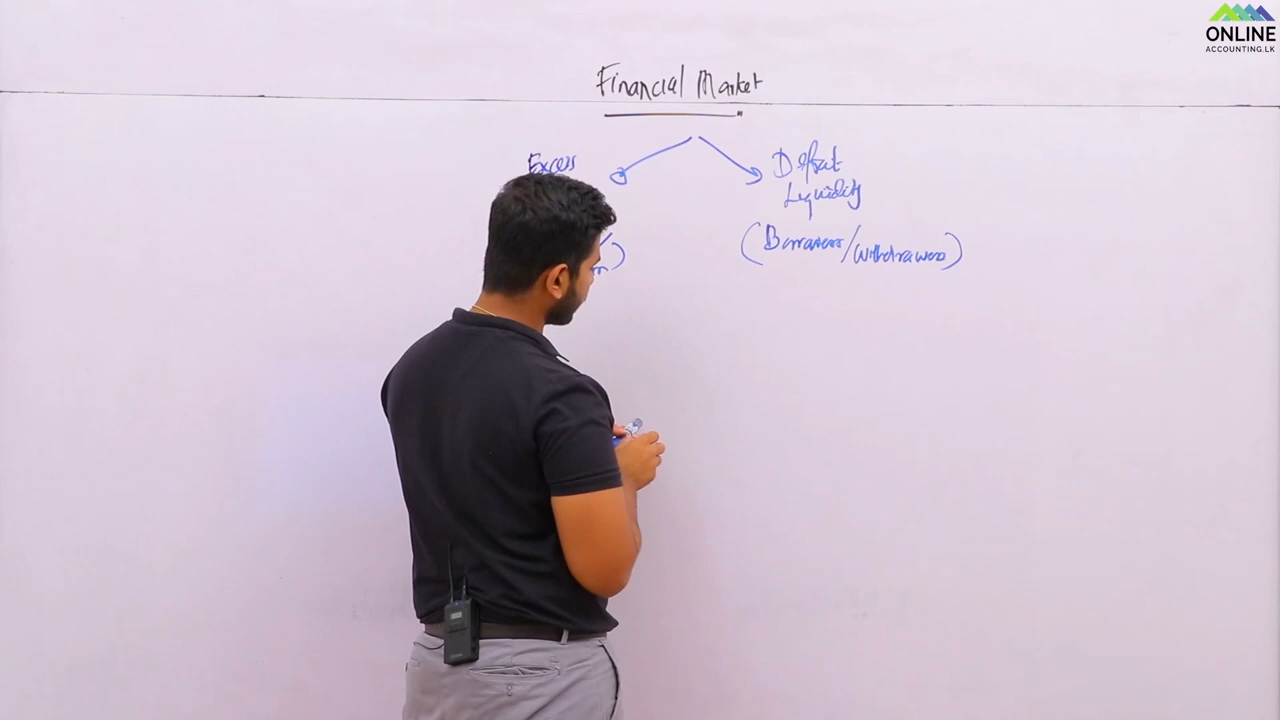 ONLINE
ACCOUNTING.LK
Financial Market
Excess
Deficit
Liquidity
(Borrowers/Withdrawers)